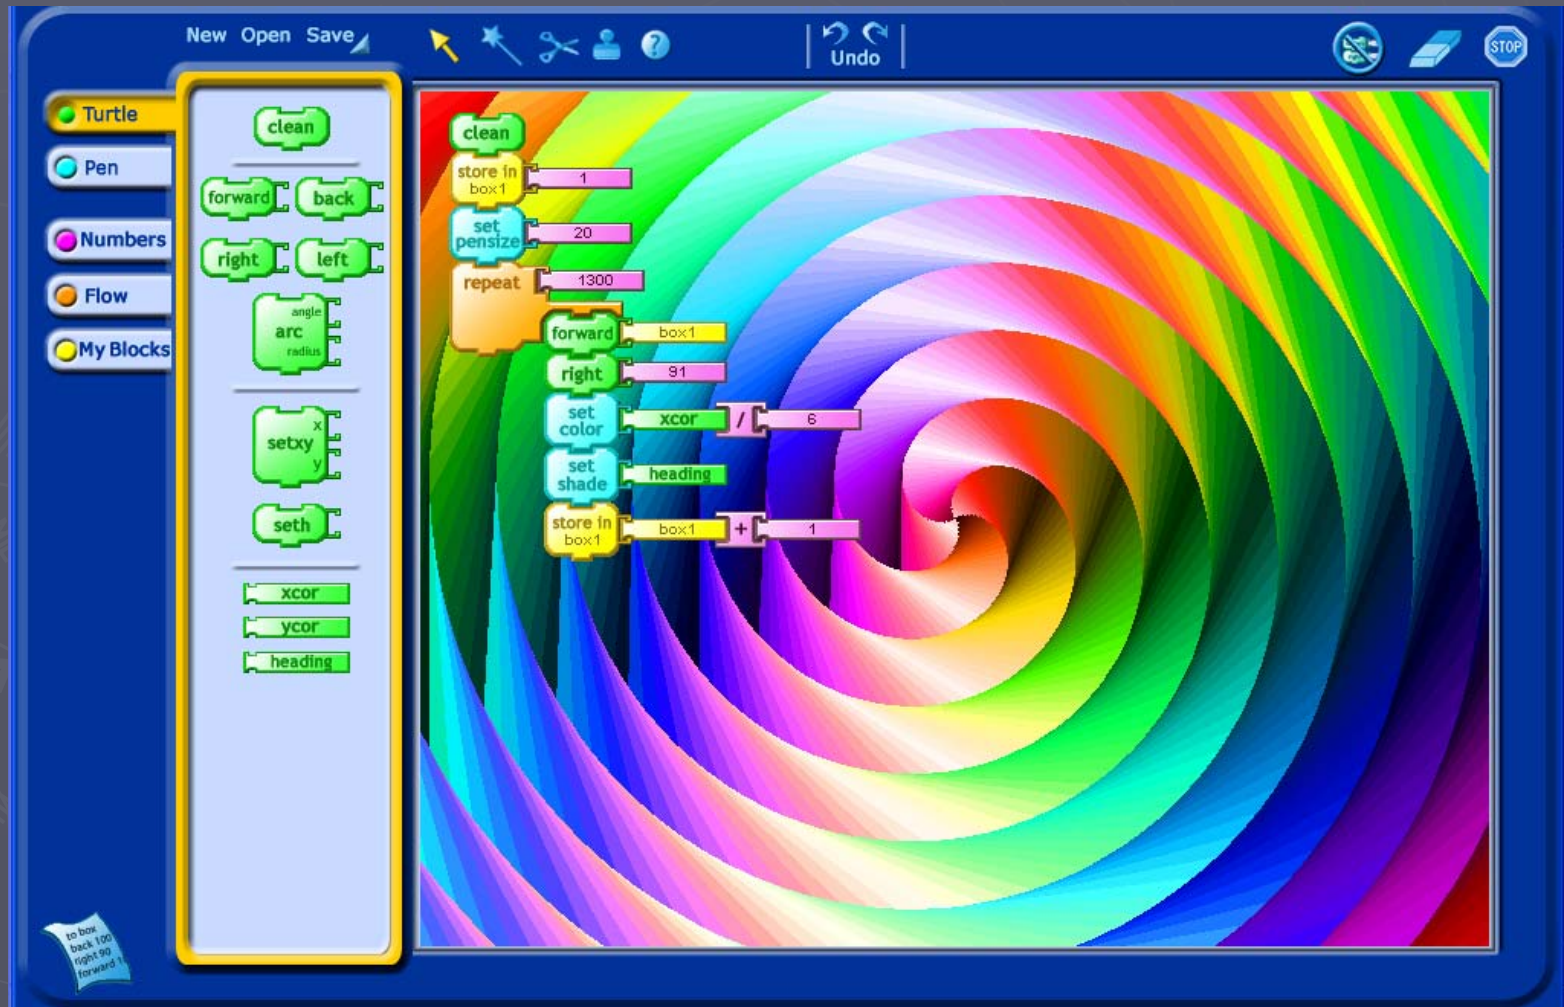 New Open Save
?
Undo
STOP
Turtle
Pen
Numbers
Flow
My Blocks
clean
forward back
right left
angle
arc
radius
x
setxy
y
seth
xcor
ycor
heading
clean
store in
box1
1
set
pensize
20
repeat
1300
forward box1
right 91
set
color
xcor / 6
set
shade
heading
store in
box1
box1 + 1
to box
back 100
right 90
forward